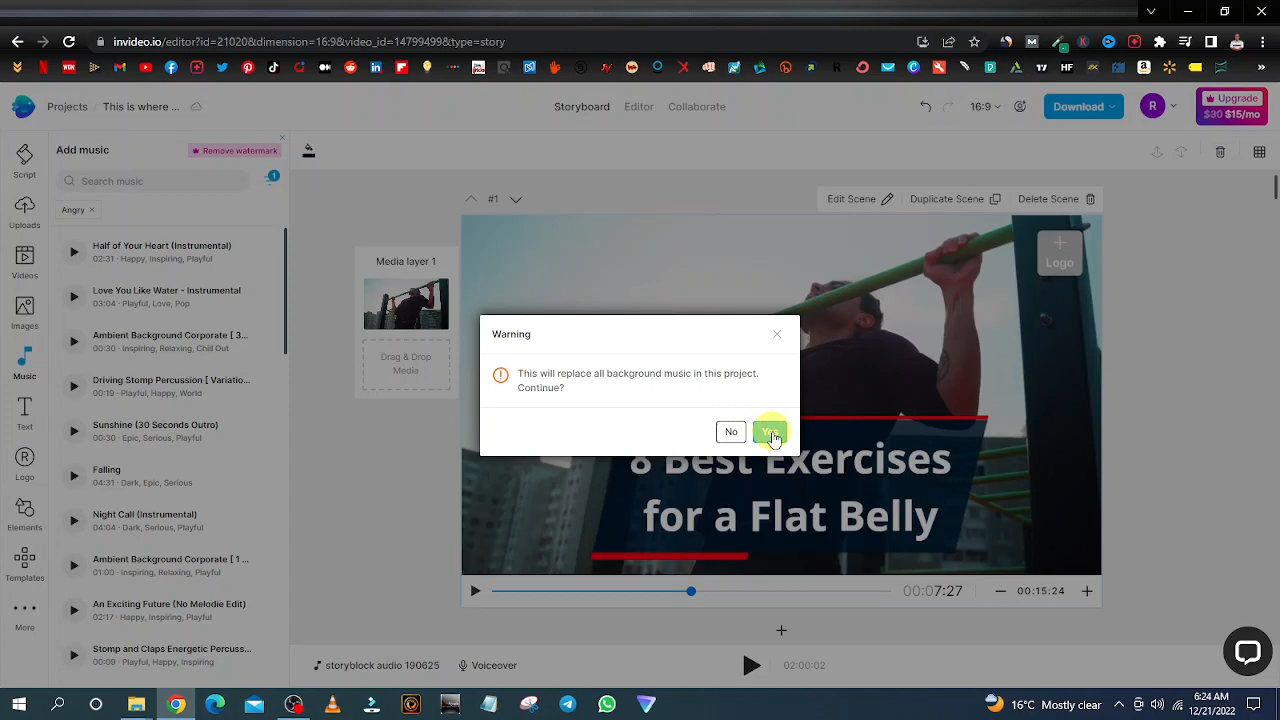 invideo.io/editor?id=21020&dimension=16:9&video_id=14799499&type=story
Projects › This is where ...
Storyboard Editor Collaborate
16:9
Download
R
Upgrade
$30 $15/mo
Script
Uploads
Videos
Images
Music
Text
Logo
Elements
Templates
More
Add music
Remove watermark
Search music
1
Angry ×
Half of Your Heart (Instrumental)
02:31 · Happy, Inspiring, Playful
Love You Like Water - Instrumental
03:04 · Playful, Love, Pop
Ambient Background Corporate [ 3...
00:30 · Inspiring, Relaxing, Chill Out
Driving Stomp Percussion [ Variatio...
00:19 · Playful, Happy, World
Sunshine (30 Seconds Outro)
00:30 · Epic, Serious, Playful
Falling
04:31 · Dark, Epic, Serious
Night Call (Instrumental)
04:04 · Dark, Serious, Playful
Ambient Background Corporate [ 1 ...
01:00 · Inspiring, Relaxing, Playful
An Exciting Future (No Melodie Edit)
02:17 · Happy, Inspiring, Playful
Stomp and Claps Energetic Percuss...
00:09 · Playful, Happy, Inspiring
#1
Edit Scene
Duplicate Scene
Delete Scene
Media layer 1
Drag & Drop
Media
+
Logo
Warning
This will replace all background music in this project.
Continue?
No
Yes
8 Best Exercises
for a Flat Belly
00:07:27
00:15:24
storyblock audio 190625
Voiceover
02:00:02
16°C Mostly clear
6:24 AM
12/21/2022